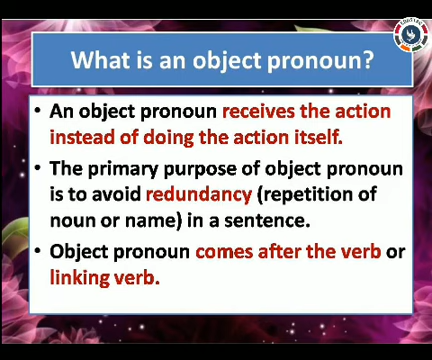 What is an object pronoun?
• An object pronoun receives the action
instead of doing the action itself.
• The primary purpose of object pronoun
is to avoid redundancy (repetition of
noun or name) in a sentence.
• Object pronoun comes after the verb or
linking verb.